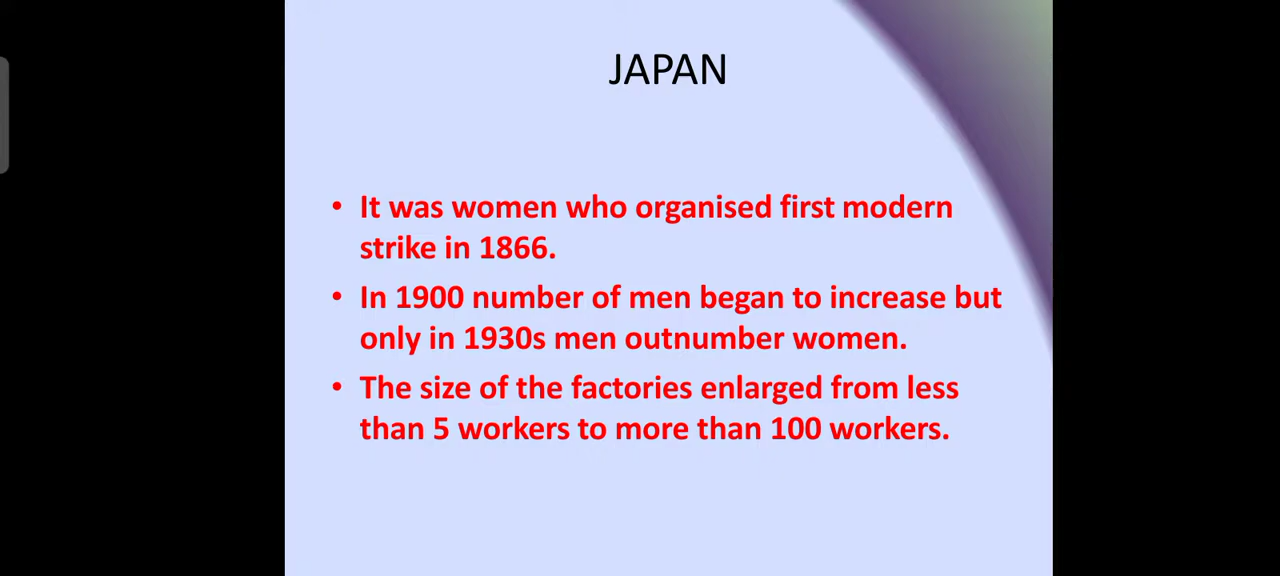 JAPAN
• It was women who organised first modern
strike in 1866.
• In 1900 number of men began to increase but
only in 1930s men outnumber women.
• The size of the factories enlarged from less
than 5 workers to more than 100 workers.